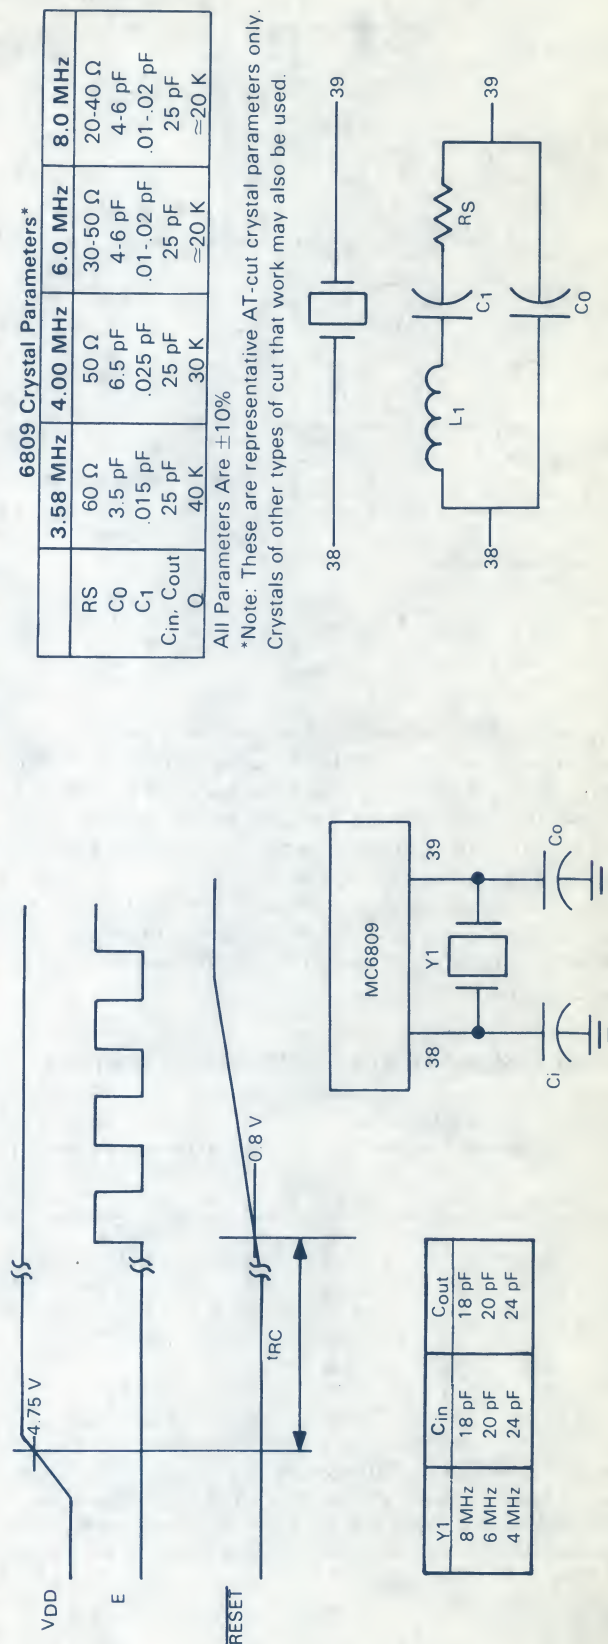 VDD
4.75 V
E
RESET
0.8 V
tRC
Y1 Cin Cout
8 MHz 18 pF 18 pF
6 MHz 20 pF 20 pF
4 MHz 24 pF 24 pF
MC6809
38 39
Y1
Ci Co
6809 Crystal Parameters*
3.58 MHz 4.00 MHz 6.0 MHz 8.0 MHz
RS 60 Ω 50 Ω 30-50 Ω 20-40 Ω
C0 3.5 pF 6.5 pF 4-6 pF 4-6 pF
C1 .015 pF .025 pF .01-.02 pF .01-.02 pF
Cin, Cout 25 pF 25 pF 25 pF 25 pF
Q 40 K 30 K ≃20 K ≃20 K
All Parameters Are ±10%
*Note: These are representative AT-cut crystal parameters only.
Crystals of other types of cut that work may also be used.
38 39
38 39
L1 C1 RS
C0